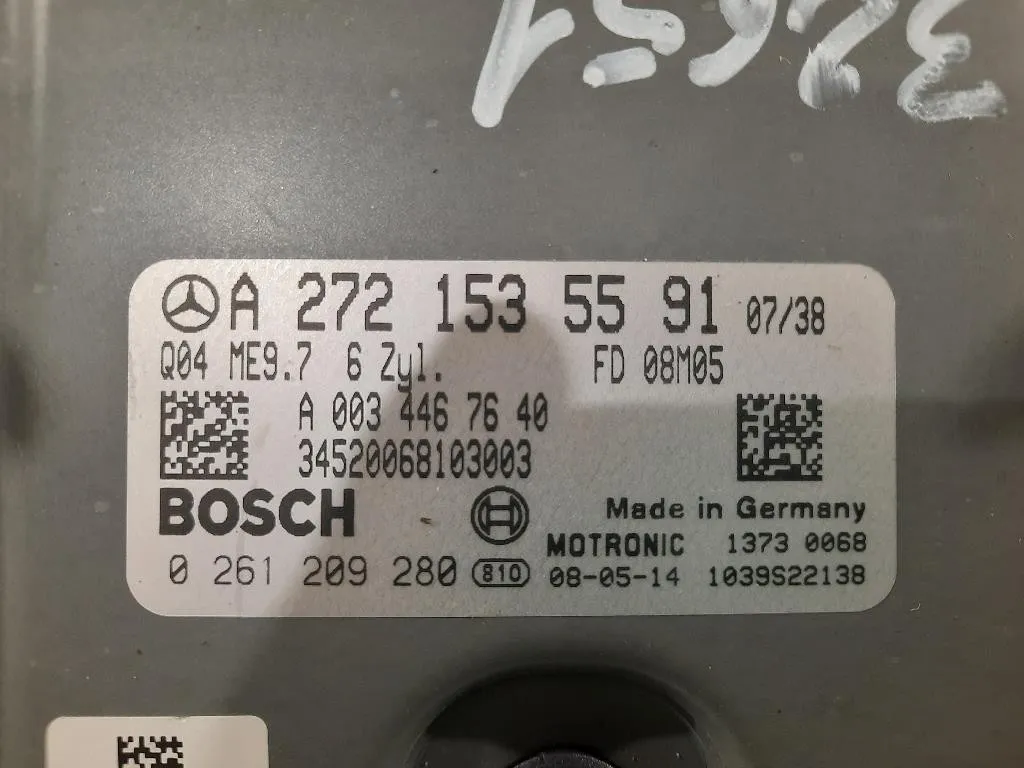 32651
A 272 153 55 91 07/38
Q04 ME9.7 6 Zyl. FD 08M05
A 003 446 76 40
34520068103003
BOSCH
Made in Germany
MOTRONIC 1373 0068
0 261 209 280 810 08-05-14 1039S22138